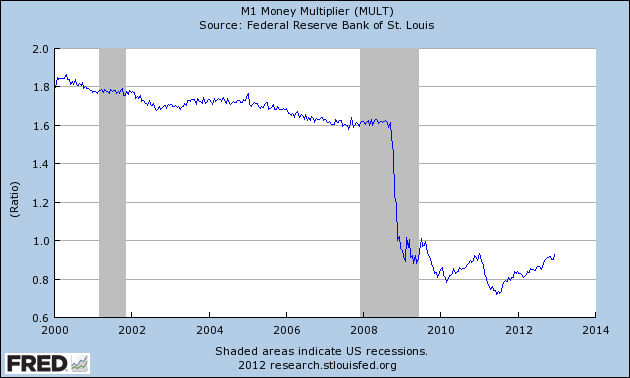 M1 Money Multiplier (MULT)
Source: Federal Reserve Bank of St. Louis
(Ratio)
2.0
1.8
1.6
1.4
1.2
1.0
0.8
0.6
2000 2002 2004 2006 2008 2010 2012 2014
Shaded areas indicate US recessions.
2012 research.stlouisfed.org
FRED